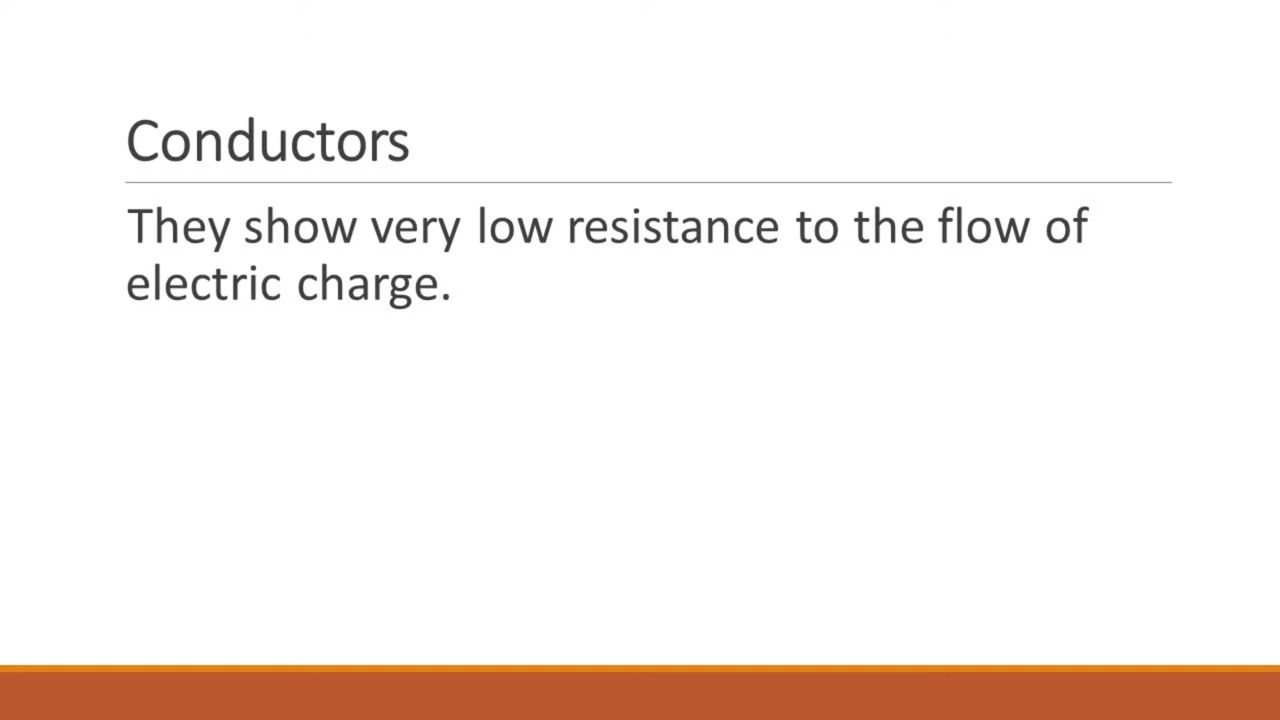 Conductors
They show very low resistance to the flow of
electric charge.